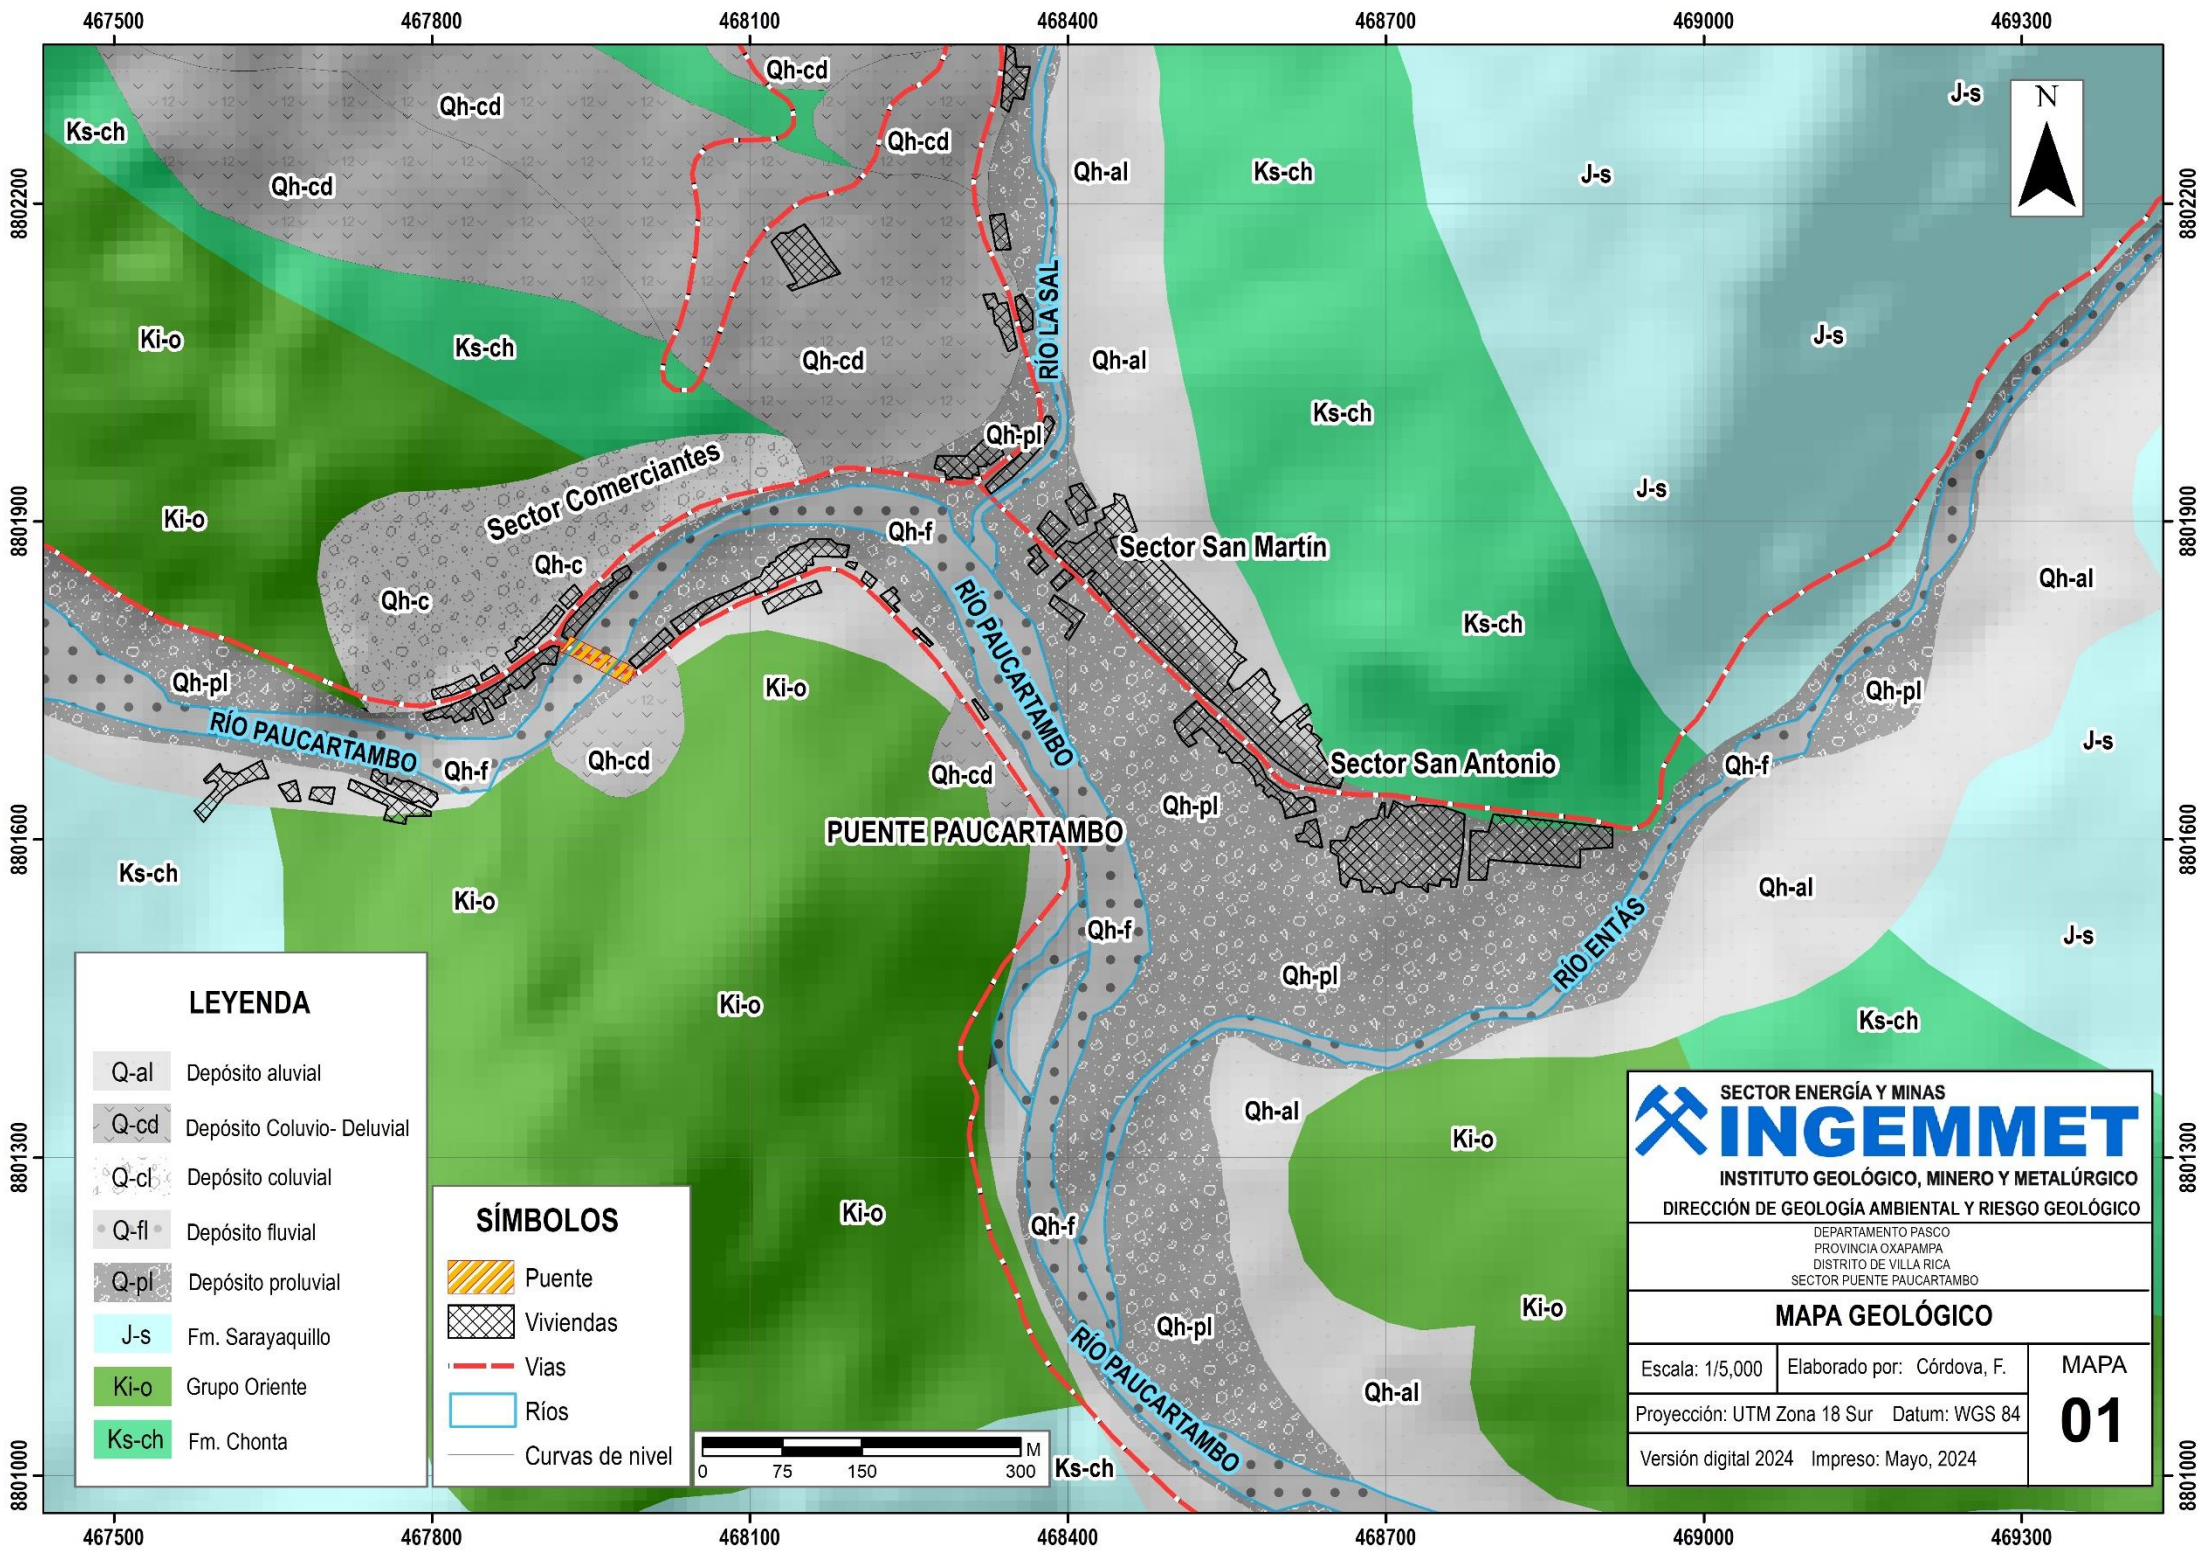 467500 467800 468100 468400 468700 469000 469300
Qh-cd
J-s
N
Qh-cd
Ks-ch
Qh-cd
Qh-al
Ks-ch
J-s
Qh-cd
8802200
8802200
RÍO LA SAL
Ki-o
J-s
Ks-ch
Qh-cd
Qh-al
Ks-ch
Qh-pl
Sector Comerciantes
J-s
Ki-o
8801900
8801900
Qh-f
Sector San Martín
Qh-c
Qh-al
Qh-c
Ks-ch
RÍO PAUCARTAMBO
Qh-pl
Ki-o
Qh-pl
RÍO PAUCARTAMBO
J-s
Qh-cd
Qh-f
Qh-cd
Sector San Antonio
Qh-f
Qh-pl
PUENTE PAUCARTAMBO
8801600
8801600
Ks-ch
Qh-al
Ki-o
Qh-f
RÍO ENTÁS
J-s
Qh-pl
Ki-o
Ks-ch
Qh-al
Ki-o
Ki-o
Qh-f
8801300
8801300
Ki-o
Qh-pl
RÍO PAUCARTAMBO
Qh-al
Ks-ch
8801000
8801000
LEYENDA
Q-al Depósito aluvial
Q-cd Depósito Coluvio- Deluvial
Q-cl Depósito coluvial
Q-fl Depósito fluvial
Q-pl Depósito proluvial
J-s Fm. Sarayaquillo
Ki-o Grupo Oriente
Ks-ch Fm. Chonta
SÍMBOLOS
Puente
Viviendas
Vias
Ríos
Curvas de nivel
M
0 75 150 300
SECTOR ENERGÍA Y MINAS
INGEMMET
INSTITUTO GEOLÓGICO, MINERO Y METALÚRGICO
DIRECCIÓN DE GEOLOGÍA AMBIENTAL Y RIESGO GEOLÓGICO
DEPARTAMENTO PASCO
PROVINCIA OXAPAMPA
DISTRITO DE VILLA RICA
SECTOR PUENTE PAUCARTAMBO
MAPA GEOLÓGICO
Escala: 1/5,000 Elaborado por: Córdova, F.
MAPA
01
Proyección: UTM Zona 18 Sur Datum: WGS 84
Versión digital 2024 Impreso: Mayo, 2024
467500 467800 468100 468400 468700 469000 469300